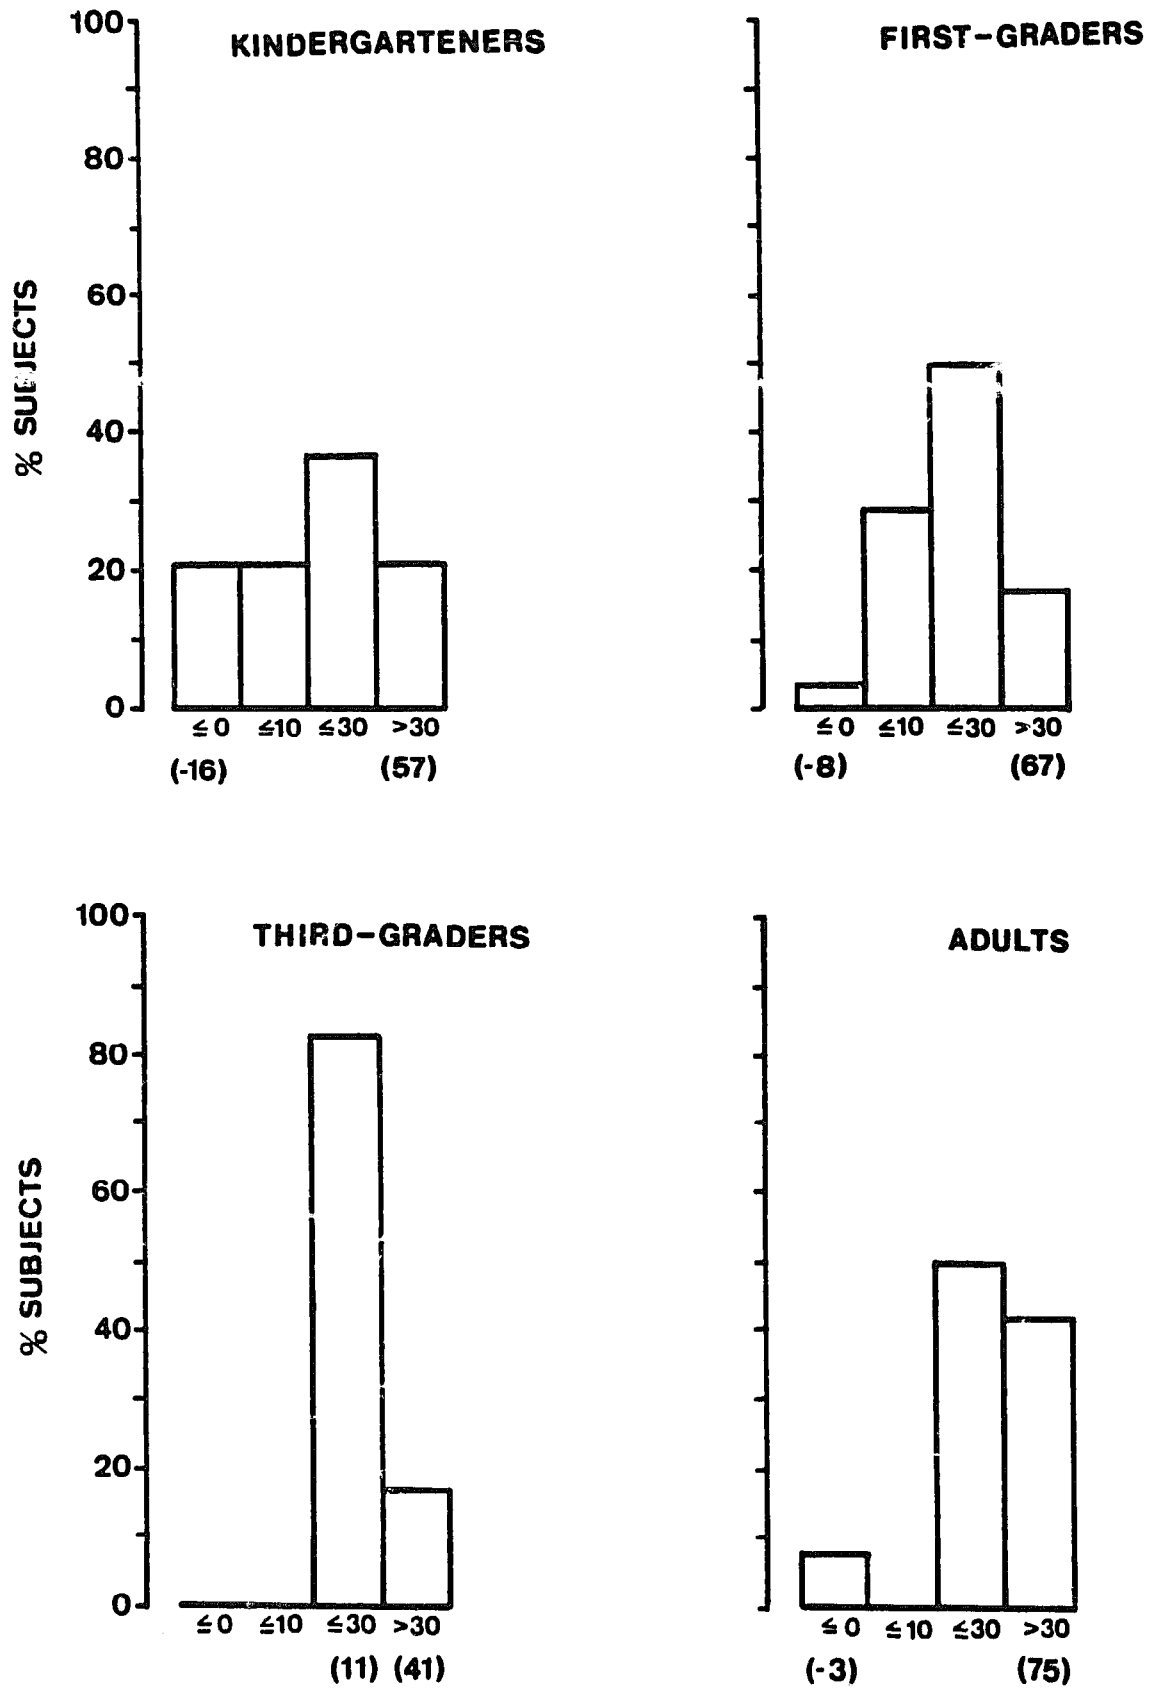 KINDERGARTENERS
100
80
60
40
20
0
% SUBJECTS
≤0 ≤10 ≤30 >30
(-16) (57)
FIRST-GRADERS
≤0 ≤10 ≤30 >30
(-8) (67)
THIRD-GRADERS
100
80
60
40
20
0
% SUBJECTS
≤0 ≤10 ≤30 >30
(11) (41)
ADULTS
≤0 ≤10 ≤30 >30
(-3) (75)